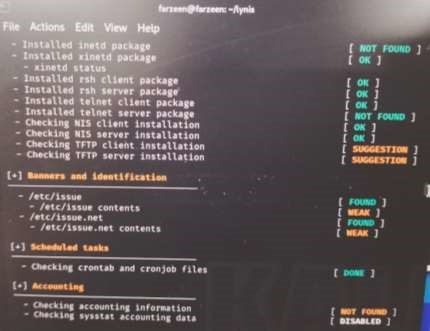 farzeen@farzeen: ~/lynis
File Actions Edit View Help
- Installed inetd package [ NOT FOUND ]
- Installed xinetd package [ OK ]
- xinetd status
- Installed rsh client package [ OK ]
- Installed rsh server package [ OK ]
- Installed telnet client package [ OK ]
- Installed telnet server package [ NOT FOUND ]
- Checking NIS client installation [ OK ]
- Checking NIS server installation [ OK ]
- Checking TFTP client installation [ SUGGESTION ]
- Checking TFTP server installation [ SUGGESTION ]
[+] Banners and identification
- /etc/issue [ FOUND ]
- /etc/issue contents [ WEAK ]
- /etc/issue.net [ FOUND ]
- /etc/issue.net contents [ WEAK ]
[+] Scheduled tasks
- Checking crontab and cronjob files [ DONE ]
[+] Accounting
- Checking accounting information [ NOT FOUND ]
- Checking sysstat accounting data [ DISABLED ]